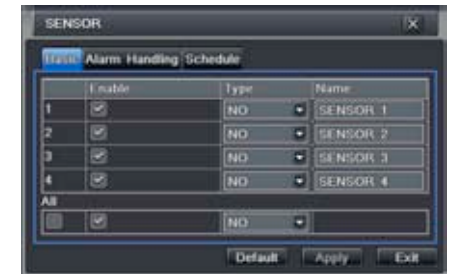 SENSOR
Basic Alarm Handling Schedule
Enable Type Name
1 NO SENSOR 1
2 NO SENSOR 2
3 NO SENSOR 3
4 NO SENSOR 4
All
NO
Default Apply Exit